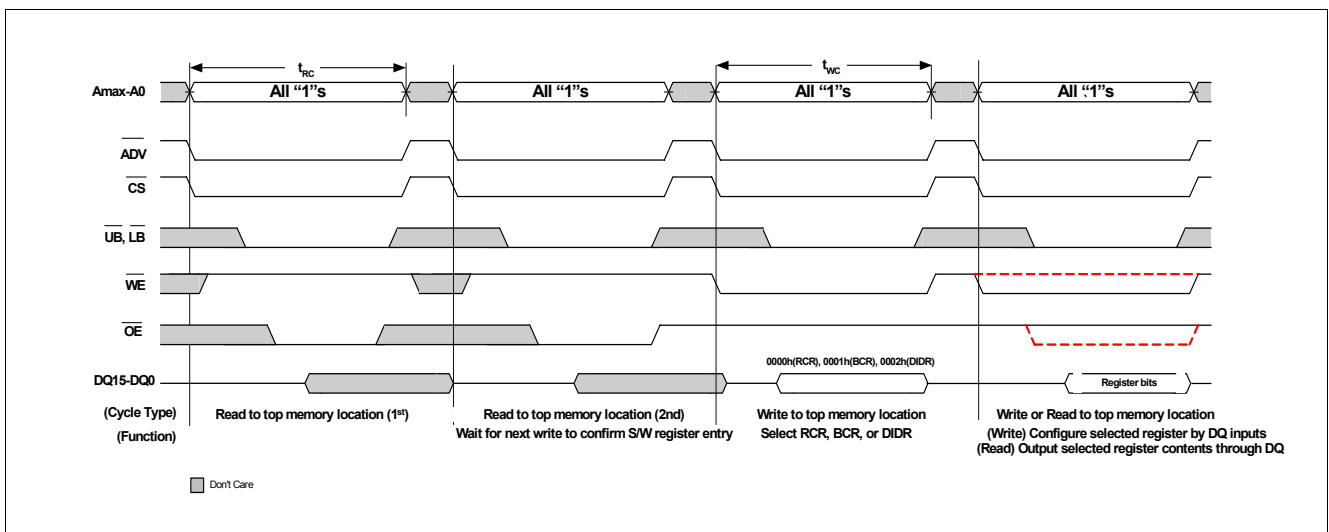 tRC
tWC
Amax-A0
All “1”s
All “1”s
All “1”s
All “1”s
ADV
CS
UB, LB
WE
OE
0000h(RCR), 0001h(BCR), 0002h(DIDR)
DQ15-DQ0
Register bits
(Cycle Type)
Read to top memory location (1st)
Read to top memory location (2nd)
Write to top memory location
Write or Read to top memory location
(Function)
Wait for next write to confirm S/W register entry
Select RCR, BCR, or DIDR
(Write) Configure selected register by DQ inputs
(Read) Output selected register contents through DQ
Don't Care